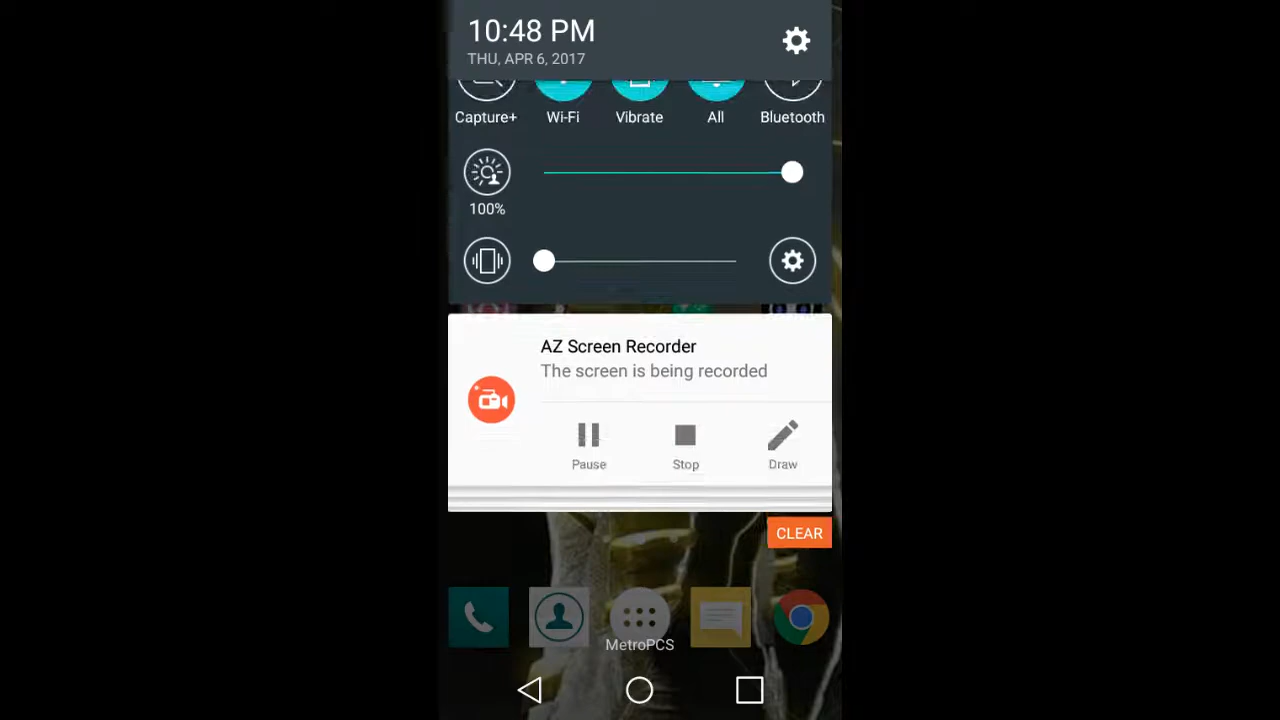 10:48 PM
THU, APR 6, 2017
Capture+ Wi-Fi Vibrate All Bluetooth
100%
AZ Screen Recorder
The screen is being recorded
Pause Stop Draw
CLEAR
MetroPCS